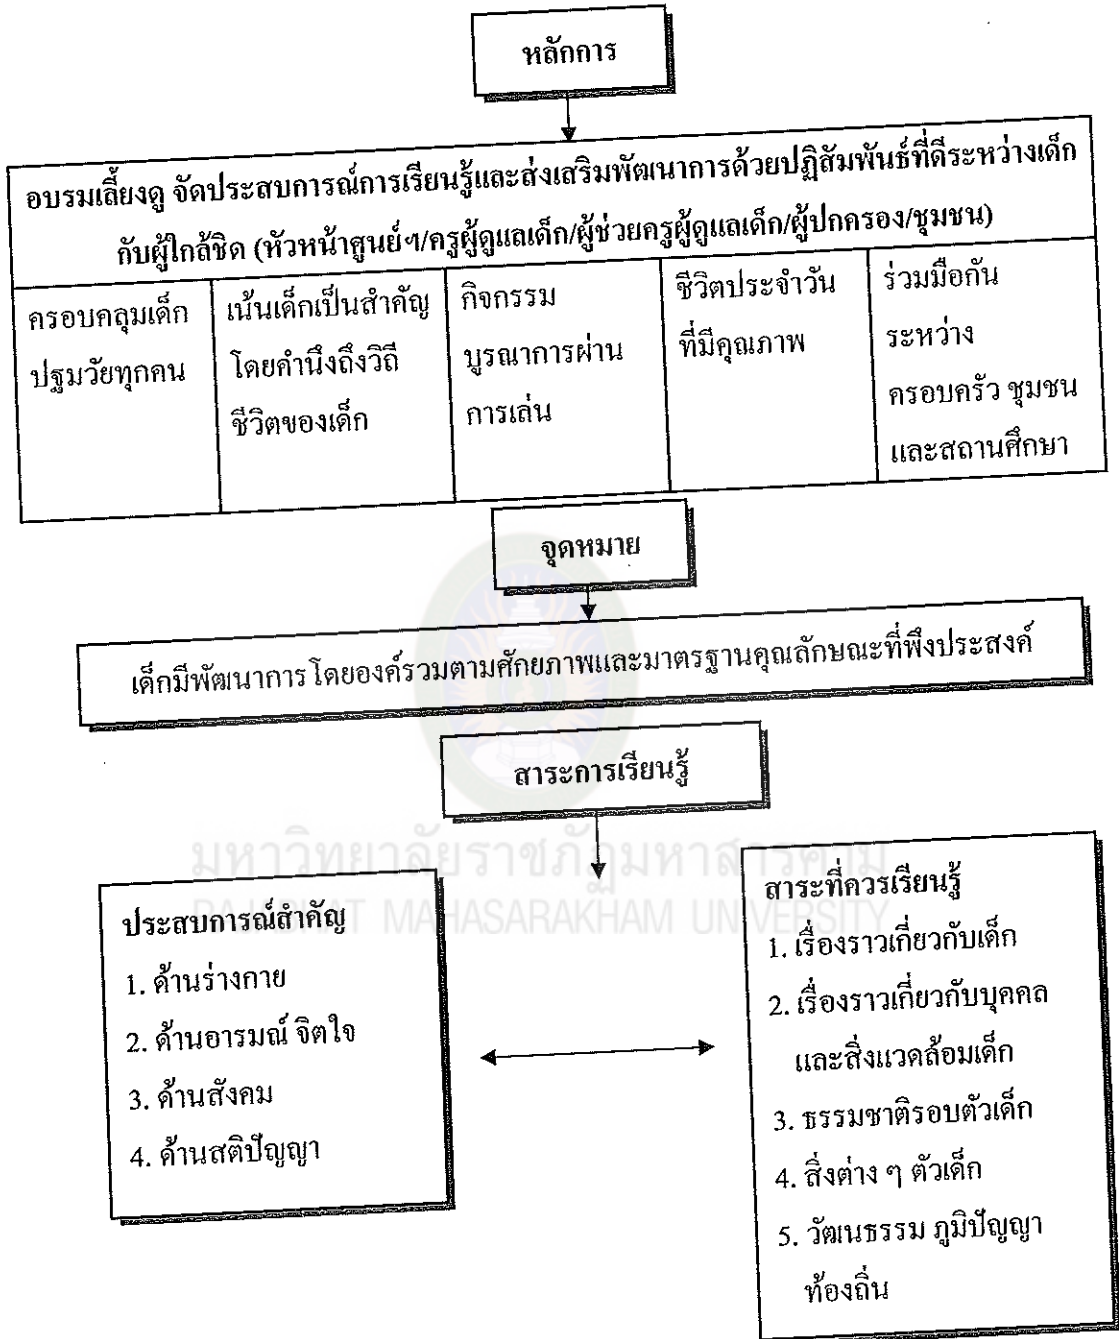 หลักการ
อบรมเลี้ยงดู จัดประสบการณ์การเรียนรู้และส่งเสริมพัฒนาการด้วยปฏิสัมพันธ์ที่ดีระหว่างเด็ก
กับผู้ใกล้ชิด (หัวหน้าศูนย์ฯ/ครูผู้ดูแลเด็ก/ผู้ช่วยครูผู้ดูแลเด็ก/ผู้ปกครอง/ชุมชน)
ครอบคลุมเด็ก
ปฐมวัยทุกคน
เน้นเด็กเป็นสำคัญ
โดยคำนึงถึงวิถี
ชีวิตของเด็ก
กิจกรรม
บูรณาการผ่าน
การเล่น
ชีวิตประจำวัน
ที่มีคุณภาพ
ร่วมมือกัน
ระหว่าง
ครอบครัว ชุมชน
และสถานศึกษา
จุดหมาย
เด็กมีพัฒนาการโดยองค์รวมตามศักยภาพและมาตรฐานคุณลักษณะที่พึงประสงค์
สาระการเรียนรู้
มหาวิทยาลัยราชภัฏมหาสารคาม
RAJABHAT MAHASARAKHAM UNIVERSITY
ประสบการณ์สำคัญ
1. ด้านร่างกาย
2. ด้านอารมณ์ จิตใจ
3. ด้านสังคม
4. ด้านสติปัญญา
สาระที่ควรเรียนรู้
1. เรื่องราวเกี่ยวกับเด็ก
2. เรื่องราวเกี่ยวกับบุคคล
และสิ่งแวดล้อมเด็ก
3. ธรรมชาติรอบตัวเด็ก
4. สิ่งต่าง ๆ ตัวเด็ก
5. วัฒนธรรม ภูมิปัญญา
ท้องถิ่น